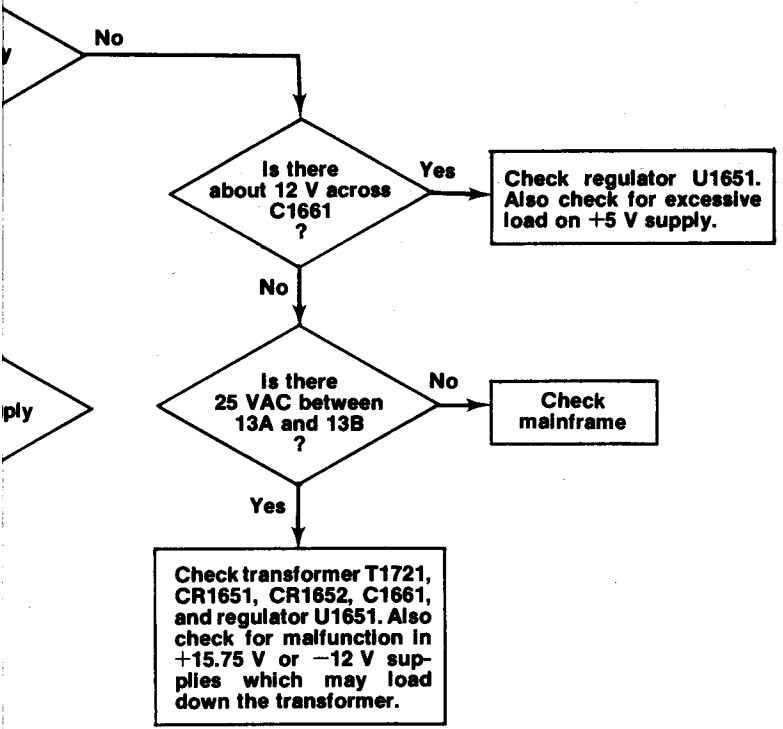 No
y
Is there
about 12 V across
C1661
?
Yes
Check regulator U1651.
Also check for excessive
load on +5 V supply.
No
Is there
25 VAC between
13A and 13B
?
No
Check
mainframe
ply
Yes
Check transformer T1721,
CR1651, CR1652, C1661,
and regulator U1651. Also
check for malfunction in
+15.75 V or −12 V sup-
plies which may load
down the transformer.